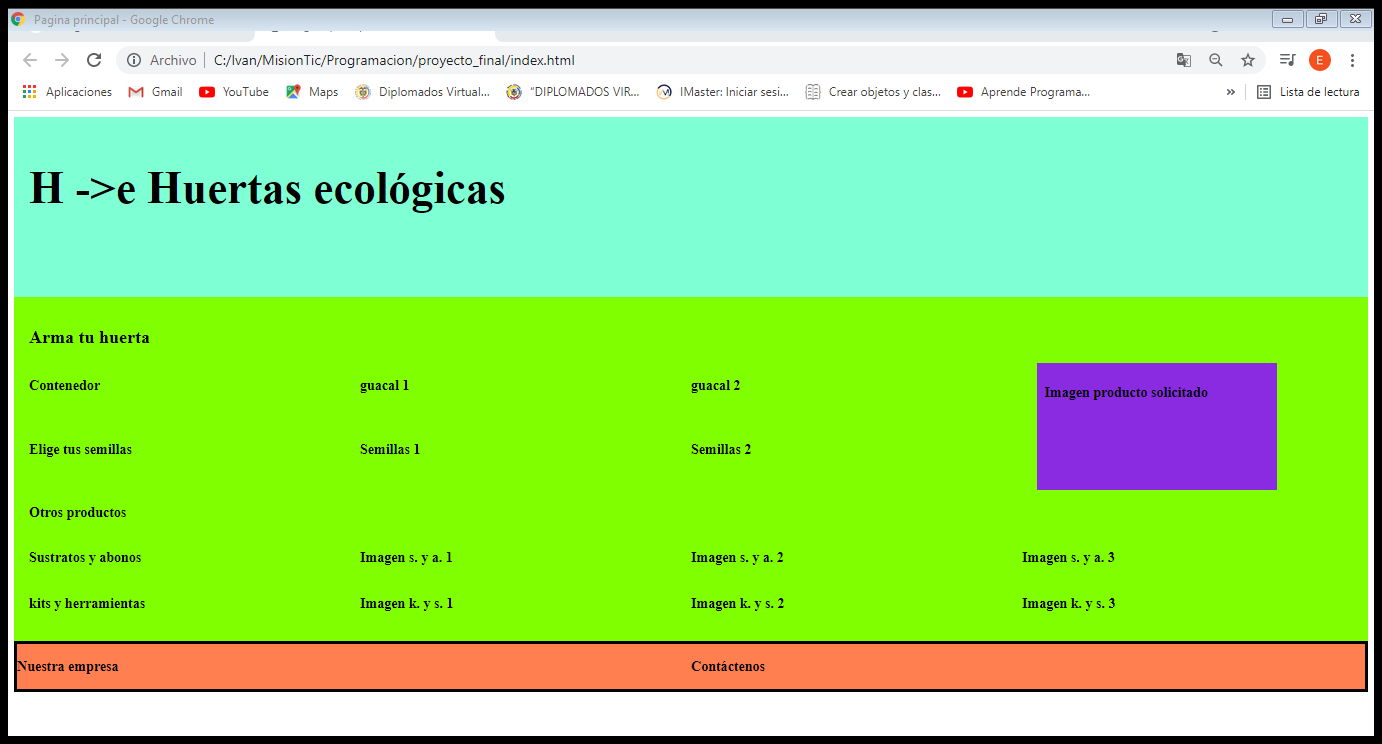 Pagina principal - Google Chrome
Archivo | C:/Ivan/MisionTic/Programacion/proyecto_final/index.html E
Aplicaciones Gmail YouTube Maps Diplomados Virtual... "DIPLOMADOS VIR... IMaster: Iniciar sesi... Crear objetos y clas... Aprende Programa... » Lista de lectura
H ->e Huertas ecológicas
Arma tu huerta
Contenedor guacal 1 guacal 2
Imagen producto solicitado
Elige tus semillas Semillas 1 Semillas 2
Otros productos
Sustratos y abonos Imagen s. y a. 1 Imagen s. y a. 2 Imagen s. y a. 3
kits y herramientas Imagen k. y s. 1 Imagen k. y s. 2 Imagen k. y s. 3
Nuestra empresa Contáctenos